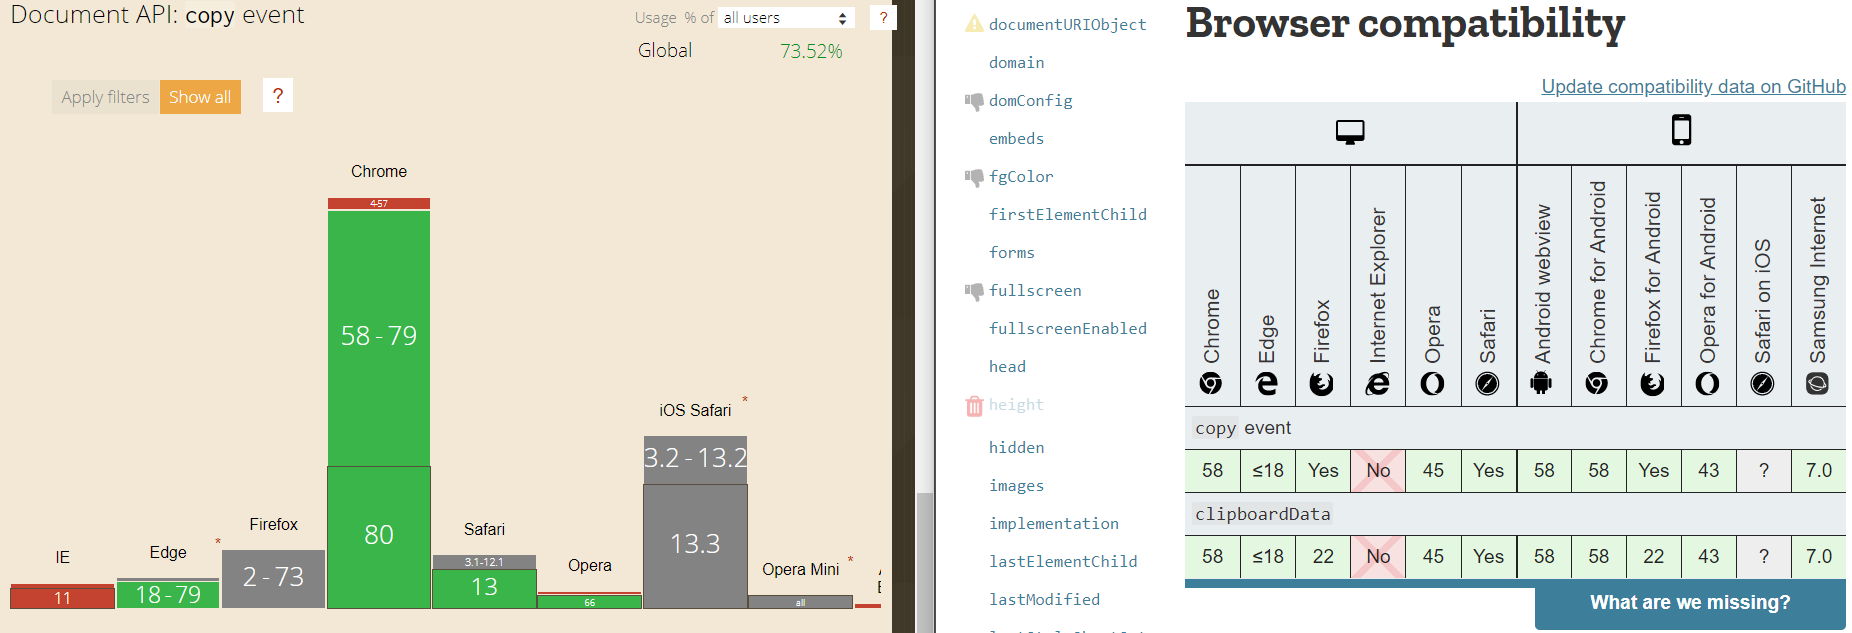 Document API: copy event
Usage % of all users ?
Global 73.52%
Apply filters Show all ?
Chrome
4-57
58 - 79
80
iOS Safari *
3.2 - 13.2
13.3
Firefox
2 - 73
Safari
3.1-12.1
13
IE
11
Edge *
18 - 79
Opera
66
Opera Mini *
all
documentURIObject
domain
domConfig
embeds
fgColor
firstElementChild
forms
fullscreen
fullscreenEnabled
head
height
hidden
images
implementation
lastElementChild
lastModified
Browser compatibility
Update compatibility data on GitHub
Chrome
Edge
Firefox
Internet Explorer
Opera
Safari
Android webview
Chrome for Android
Firefox for Android
Opera for Android
Safari on iOS
Samsung Internet
copy event
58 ≤18 Yes No 45 Yes 58 58 Yes 43 ? 7.0
clipboardData
58 ≤18 22 No 45 Yes 58 58 22 43 ? 7.0
What are we missing?